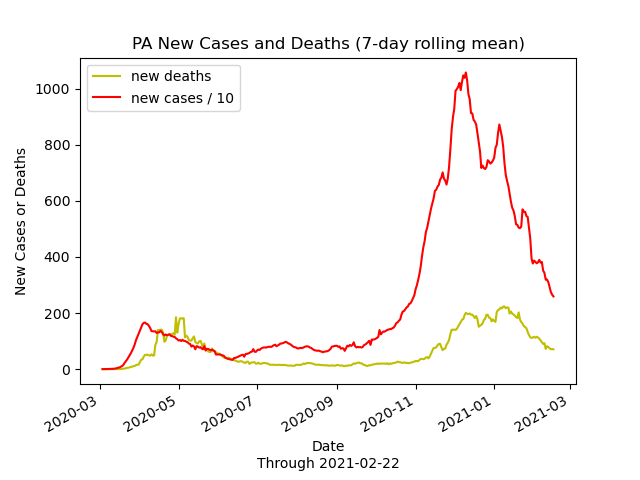 PA New Cases and Deaths (7-day rolling mean)
new deaths
new cases / 10
New Cases or Deaths
1000
800
600
400
200
0
2020-03
2020-05
2020-07
2020-09
2020-11
2021-01
2021-03
Date
Through 2021-02-22